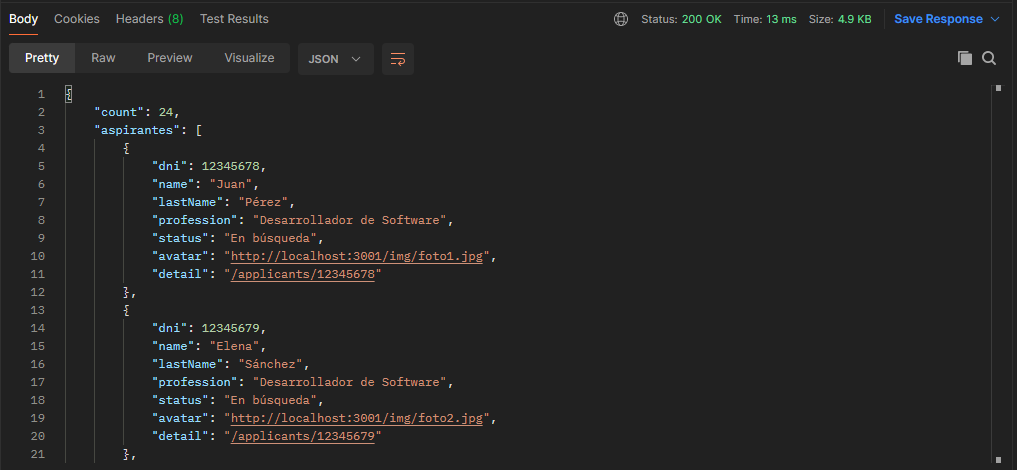 Body Cookies Headers (8) Test Results Status: 200 OK Time: 13 ms Size: 4.9 KB Save Response
Pretty Raw Preview Visualize JSON
1 {
2 "count": 24,
3 "aspirantes": [
4 {
5 "dni": 12345678,
6 "name": "Juan",
7 "lastName": "Pérez",
8 "profession": "Desarrollador de Software",
9 "status": "En búsqueda",
10 "avatar": "http://localhost:3001/img/foto1.jpg",
11 "detail": "/applicants/12345678"
12 },
13 {
14 "dni": 12345679,
15 "name": "Elena",
16 "lastName": "Sánchez",
17 "profession": "Desarrollador de Software",
18 "status": "En búsqueda",
19 "avatar": "http://localhost:3001/img/foto2.jpg",
20 "detail": "/applicants/12345679"
21 },